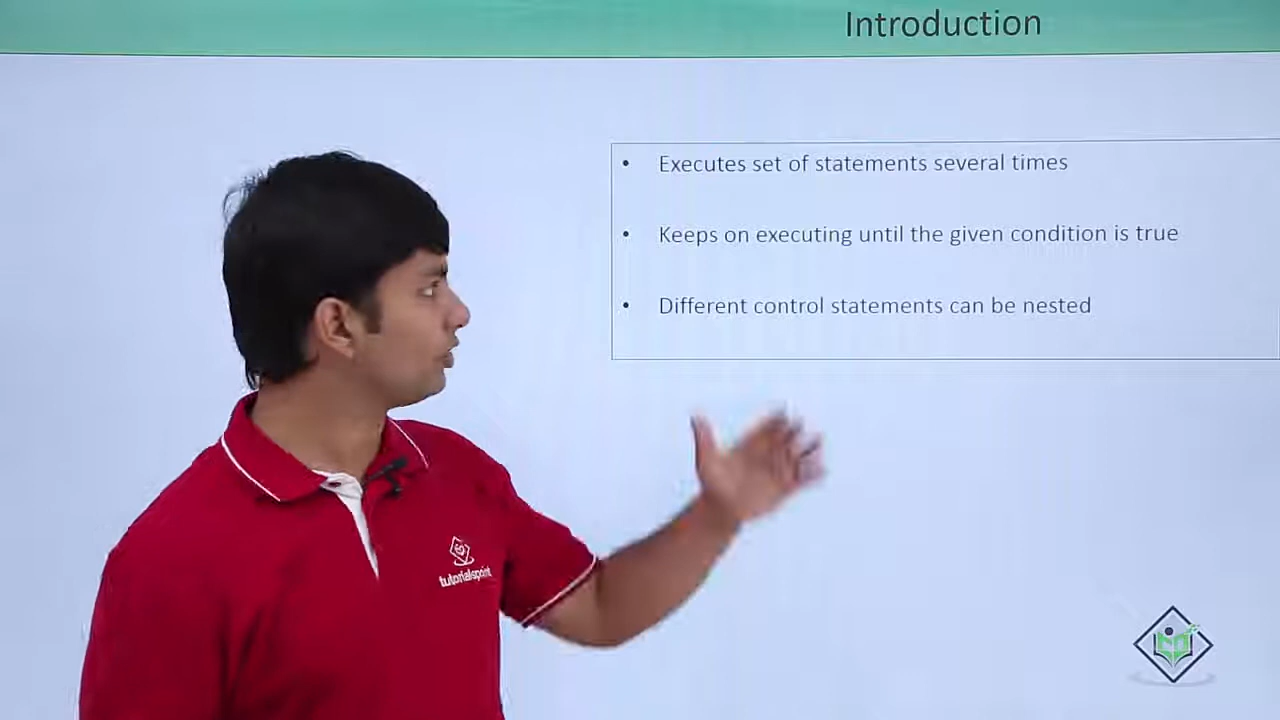 Introduction
• Executes set of statements several times
• Keeps on executing until the given condition is true
• Different control statements can be nested
tutorialspoint